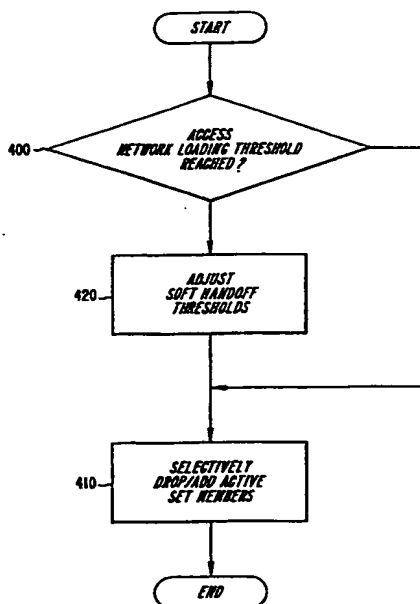 START
ACCESS
NETWORK LOADING THRESHOLD
REACHED?
400
ADJUST
SOFT HANDOFF
THRESHOLDS
420
SELECTIVELY
DROP/ADD ACTIVE
SET MEMBERS
410
END